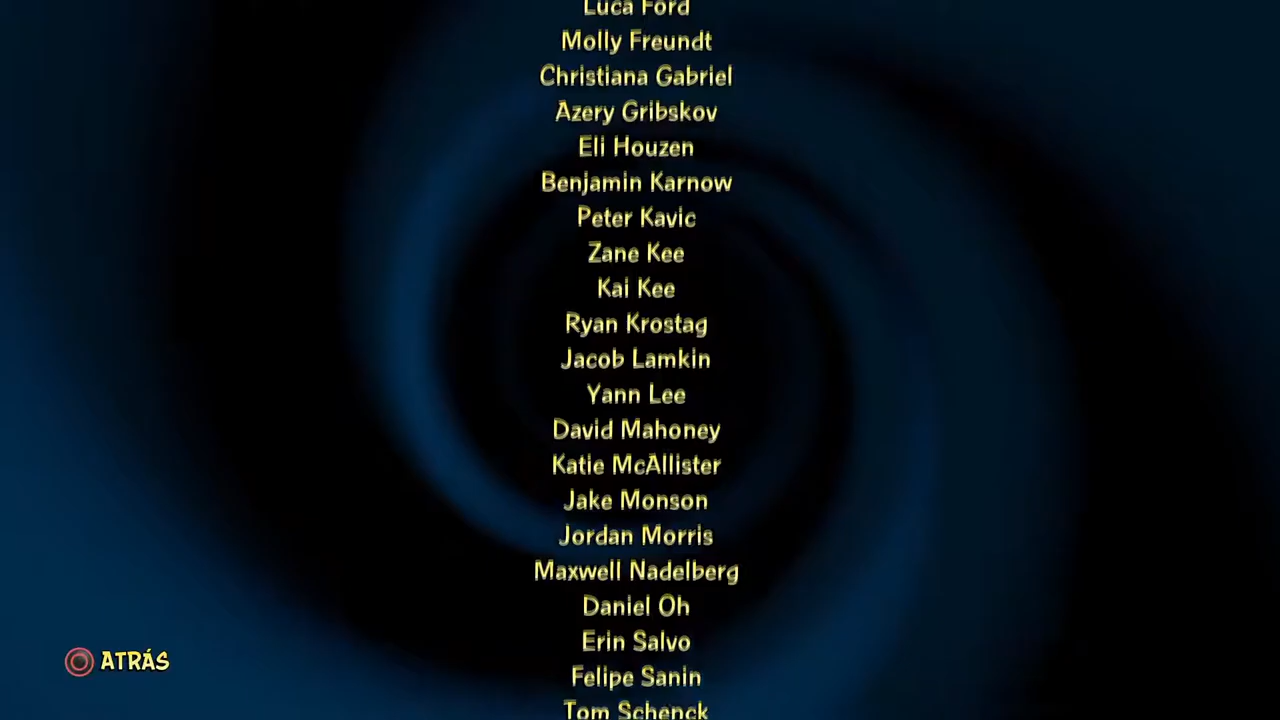 Luca Ford
Molly Freundt
Christiana Gabriel
Azery Gribskov
Eli Houzen
Benjamin Karnow
Peter Kavic
Zane Kee
Kai Kee
Ryan Krostag
Jacob Lamkin
Yann Lee
David Mahoney
Katie McAllister
Jake Monson
Jordan Morris
Maxwell Nadelberg
Daniel Oh
Erin Salvo
Felipe Sanin
Tom Schenck
ATRÁS